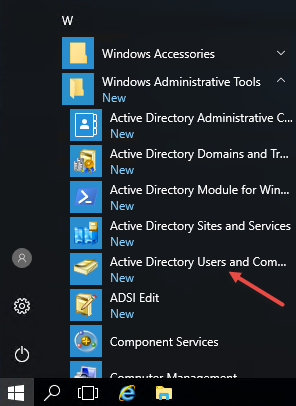 W
Windows Accessories
Windows Administrative Tools
New
Active Directory Administrative C...
New
Active Directory Domains and Tr...
New
Active Directory Module for Win...
New
Active Directory Sites and Services
New
Active Directory Users and Com...
New
ADSI Edit
New
Component Services
Computer Management